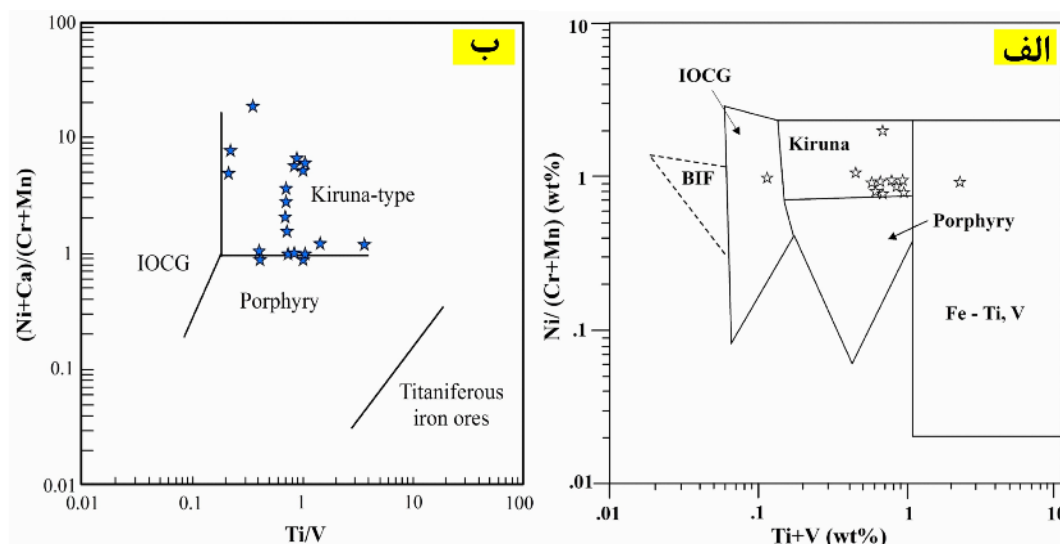 ب
100
10
1
0.1
0.01
(Ni+Ca)/(Cr+Mn)
IOCG
Kiruna-type
Porphyry
Titaniferous
iron ores
0.01
0.1
1
10
100
Ti/V
الف
10
1
.1
.01
Ni/ (Cr+Mn) (wt%)
IOCG
Kiruna
BIF
Porphyry
Fe - Ti, V
.01
.1
1
10
Ti+V (wt%)